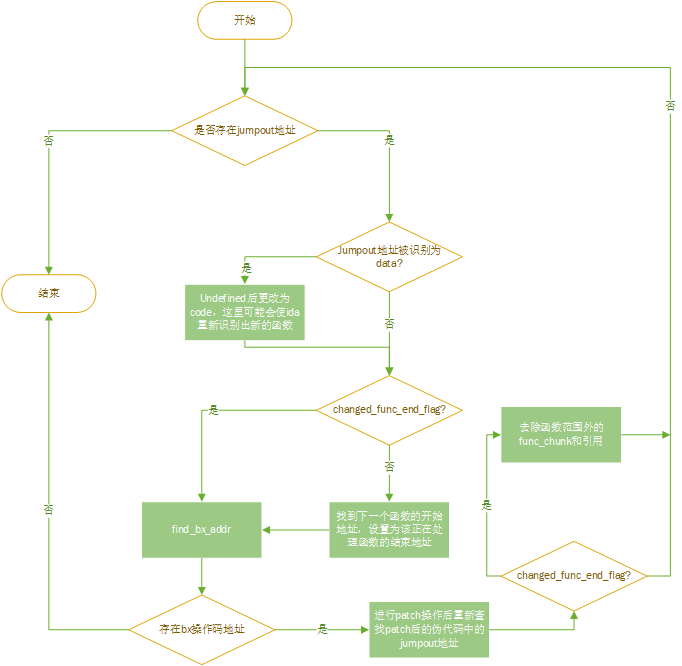 开始
是否存在jumpout地址
否
是
否
Jumpout地址被识别为
data?
是
结束
Undefined后更改为
code，这里可能会使ida
重新识别出新的函数
否
changed_func_end_flag?
是
否
去除函数范围外的
func_chunk和引用
find_bx_addr
找到下一个函数的开始
地址，设置为该正在处
理函数的结束地址
是
否
changed_func_end_flag?
存在bx操作码地址
是
进行patch操作后重新查
找patch后的伪代码中的
jumpout地址